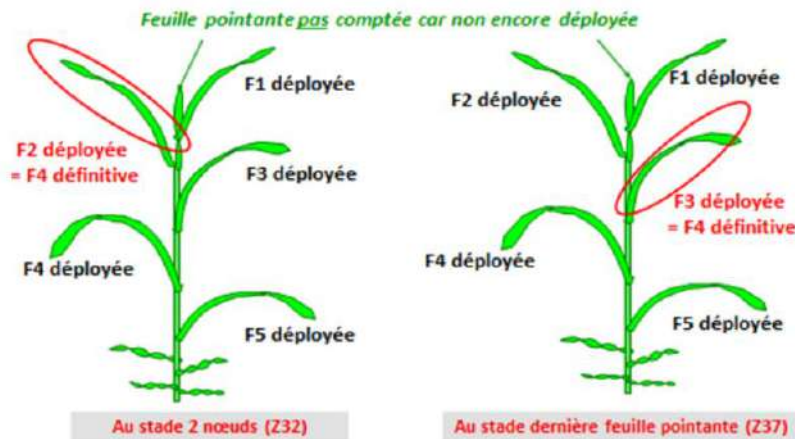 Feuille pointante pas comptée car non encore déployée
F1 déployée
F2 déployée
= F4 définitive
F3 déployée
F4 déployée
F5 déployée
Au stade 2 nœuds (Z32)
F1 déployée
F2 déployée
F3 déployée
= F4 définitive
F4 déployée
F5 déployée
Au stade dernière feuille pointante (Z37)